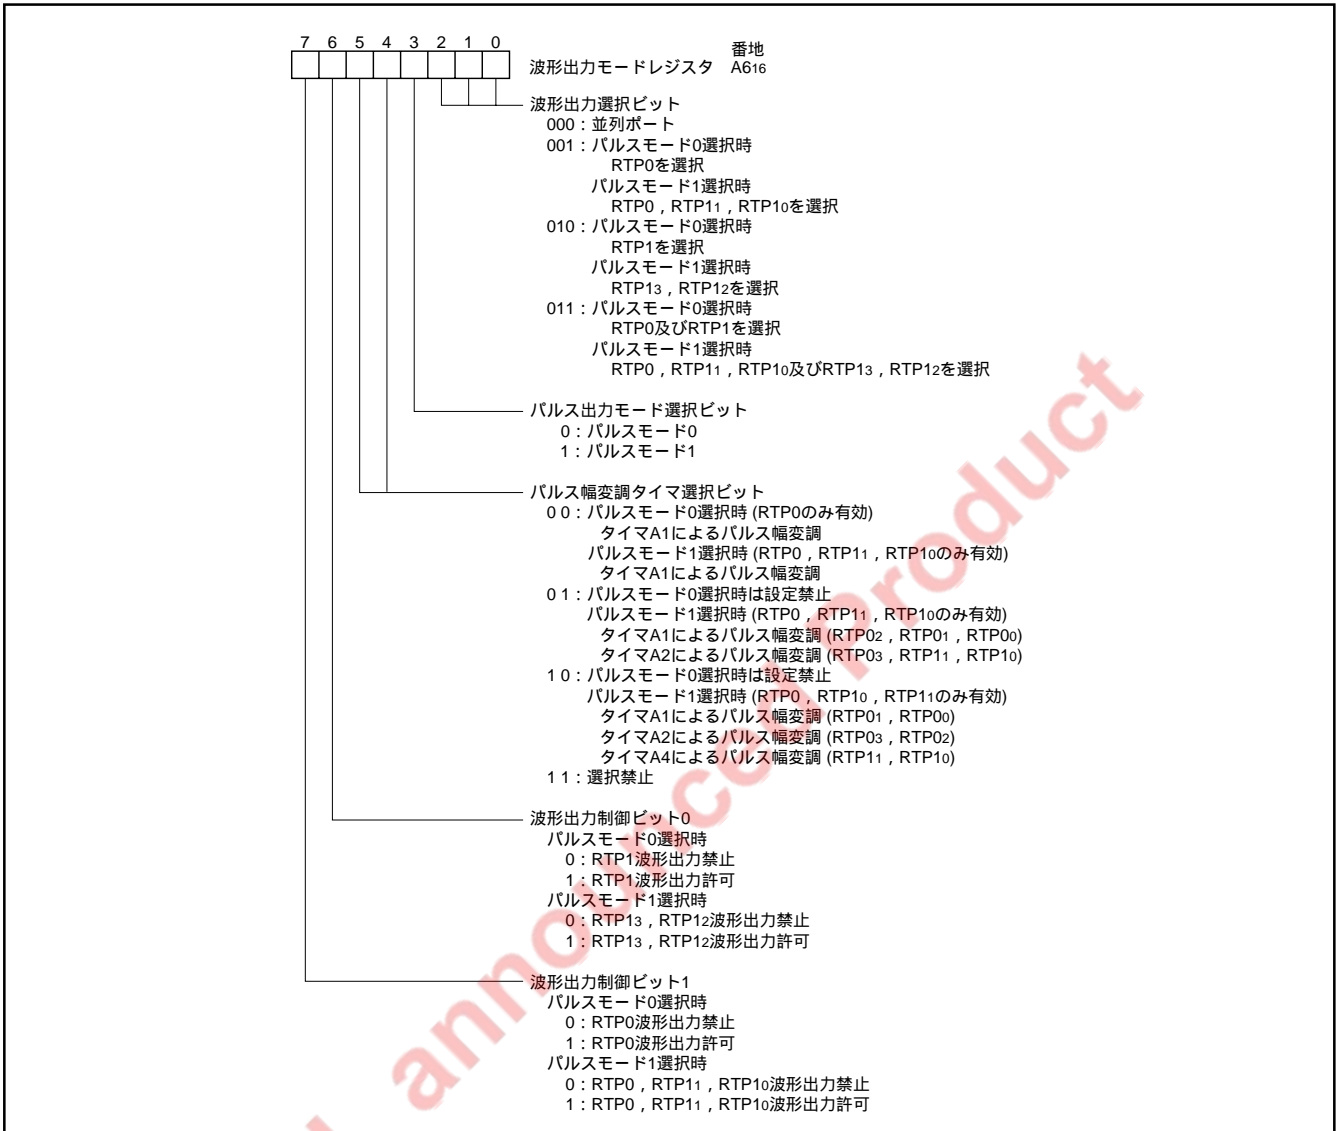 7 6 5 4 3 2 1 0
番地
波形出力モードレジスタ A616
波形出力選択ビット
000：並列ポート
001：パルスモード0選択時
RTP0を選択
パルスモード1選択時
RTP0，RTP11，RTP10を選択
010：パルスモード0選択時
RTP1を選択
パルスモード1選択時
RTP13，RTP12を選択
011：パルスモード0選択時
RTP0及びRTP1を選択
パルスモード1選択時
RTP0，RTP11，RTP10及びRTP13，RTP12を選択
パルス出力モード選択ビット
0：パルスモード0
1：パルスモード1
パルス幅変調タイマ選択ビット
0 0：パルスモード0選択時 (RTP0のみ有効)
タイマA1によるパルス幅変調
パルスモード1選択時 (RTP0，RTP11，RTP10のみ有効)
タイマA1によるパルス幅変調
0 1：パルスモード0選択時は設定禁止
パルスモード1選択時 (RTP0，RTP11，RTP10のみ有効)
タイマA1によるパルス幅変調 (RTP02，RTP01，RTP00)
タイマA2によるパルス幅変調 (RTP03，RTP11，RTP10)
1 0：パルスモード0選択時は設定禁止
パルスモード1選択時 (RTP0，RTP10，RTP11のみ有効)
タイマA1によるパルス幅変調 (RTP01，RTP00)
タイマA2によるパルス幅変調 (RTP03，RTP02)
タイマA4によるパルス幅変調 (RTP11，RTP10)
1 1：選択禁止
波形出力制御ビット0
パルスモード0選択時
0：RTP1波形出力禁止
1：RTP1波形出力許可
パルスモード1選択時
0：RTP13，RTP12波形出力禁止
1：RTP13，RTP12波形出力許可
波形出力制御ビット1
パルスモード0選択時
0：RTP0波形出力禁止
1：RTP0波形出力許可
パルスモード1選択時
0：RTP0，RTP11，RTP10波形出力禁止
1：RTP0，RTP11，RTP10波形出力許可
announced Product